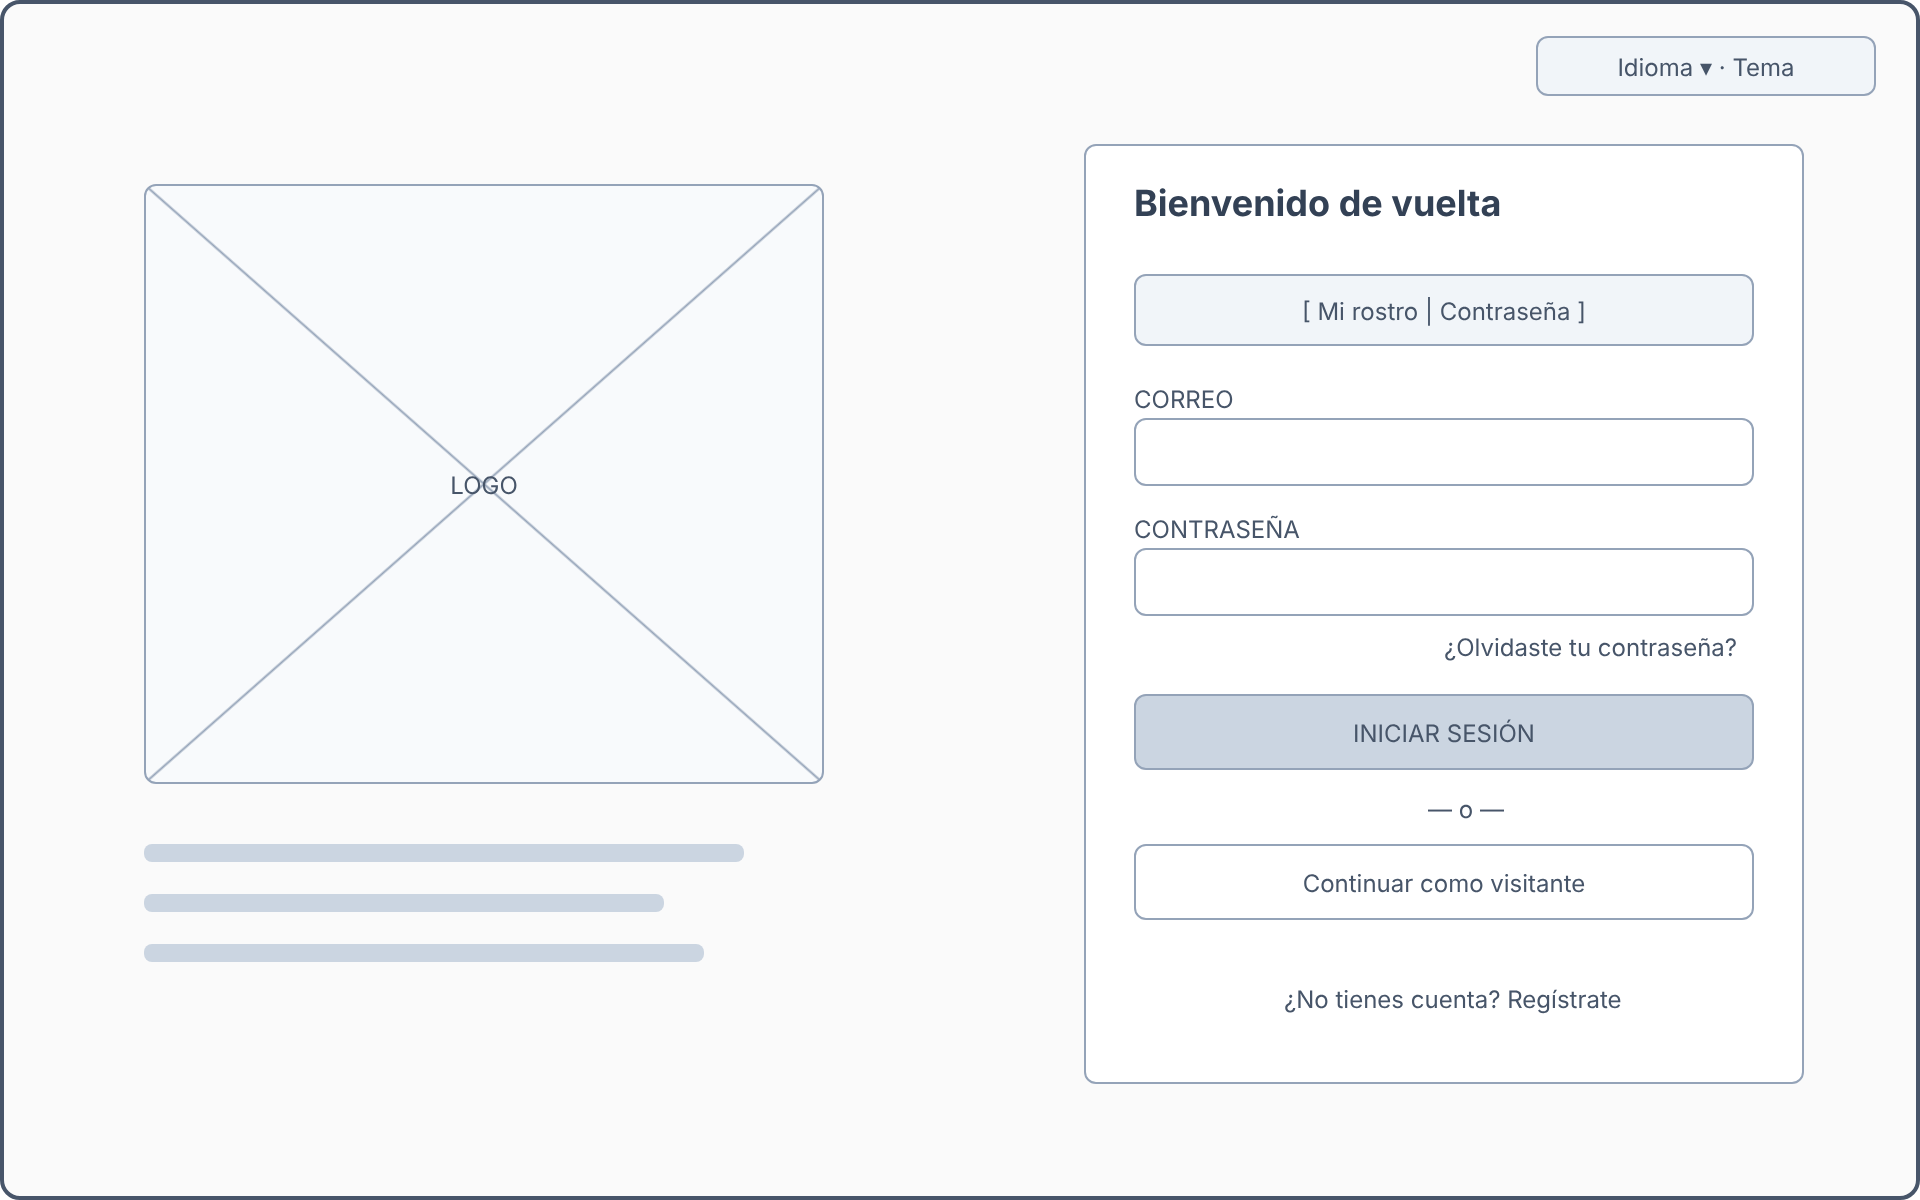 Idioma ▾ · Tema
LOGO
Bienvenido de vuelta
[ Mi rostro | Contraseña ]
CORREO
CONTRASEÑA
¿Olvidaste tu contraseña?
INICIAR SESIÓN
— o —
Continuar como visitante
¿No tienes cuenta? Regístrate